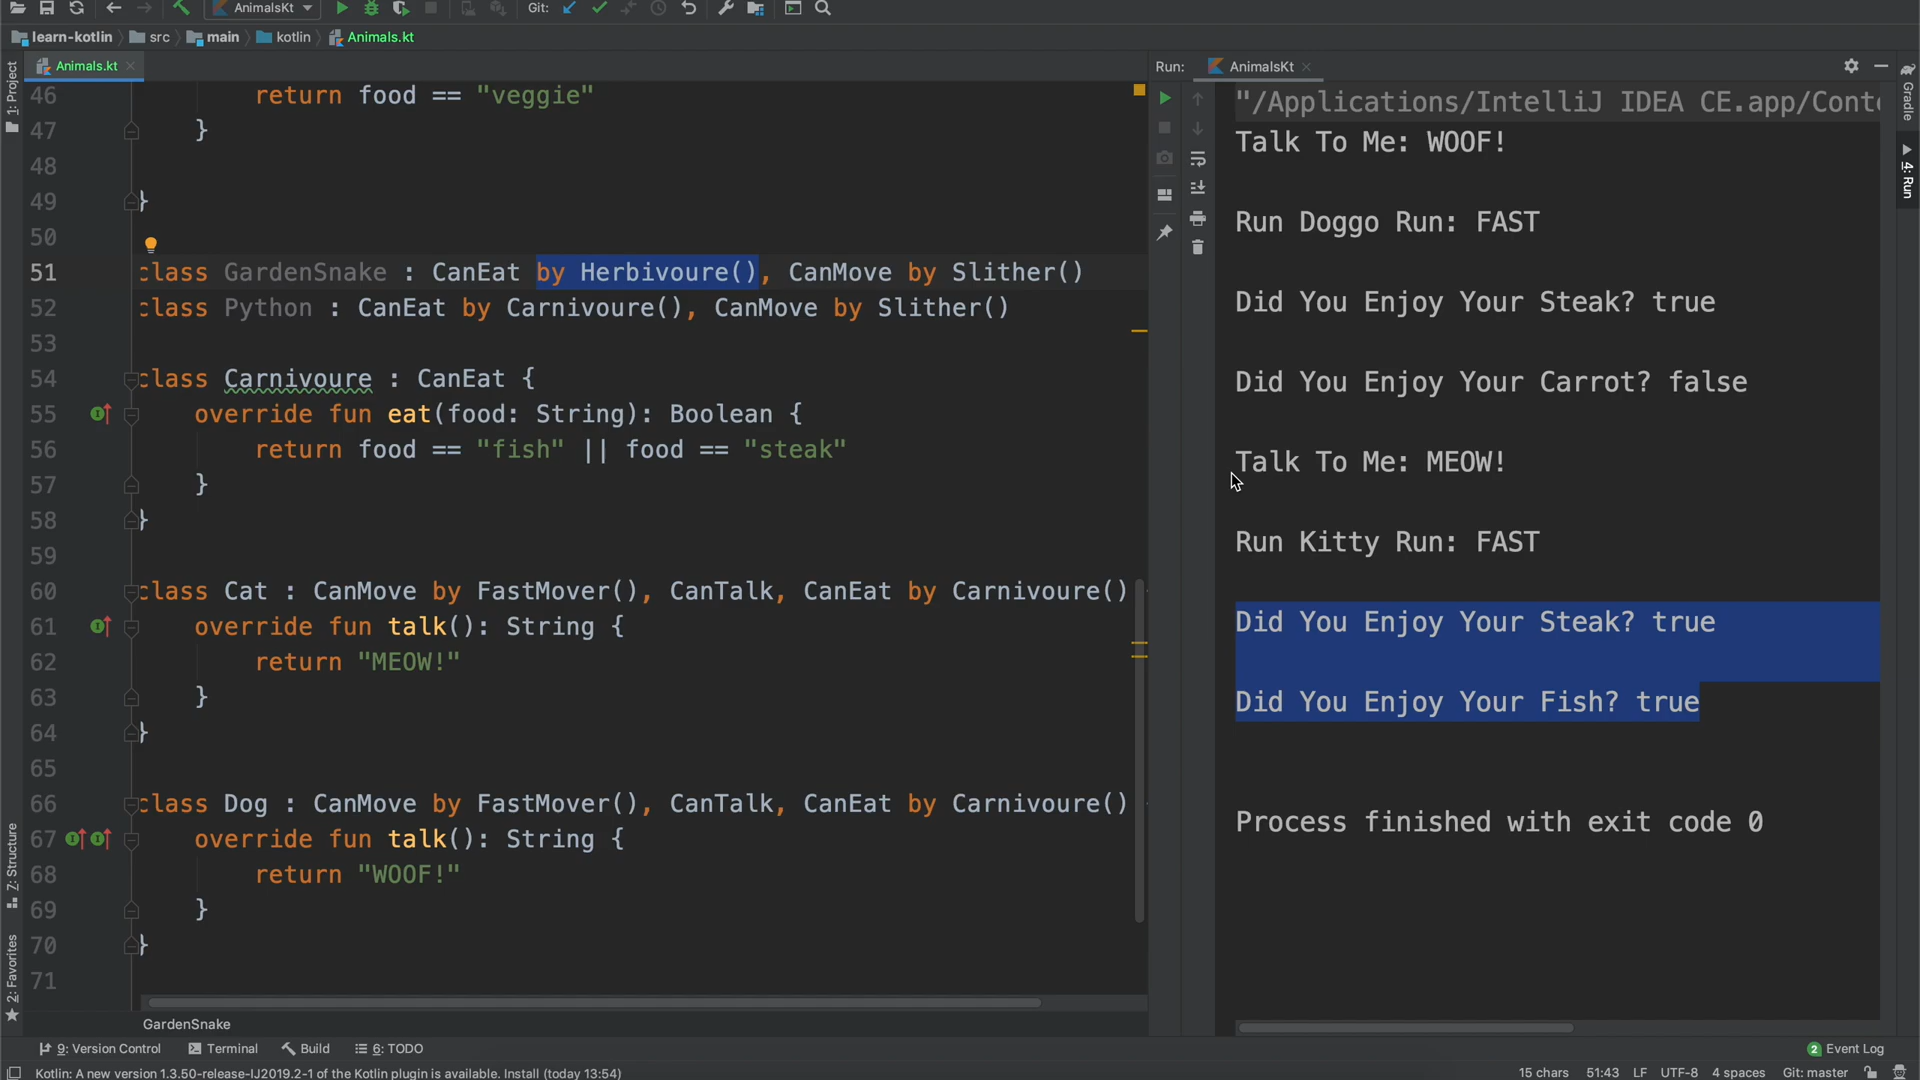 AnimalsKt
Git:
learn-kotlin
src
main
kotlin
Animals.kt
1: Project
Animals.kt
46 return food == "veggie"
47 }
48
49 }
50
51 class GardenSnake : CanEat by Herbivoure(), CanMove by Slither()
52 class Python : CanEat by Carnivoure(), CanMove by Slither()
53
54 class Carnivoure : CanEat {
55 override fun eat(food: String): Boolean {
56 return food == "fish" || food == "steak"
57 }
58 }
59
60 class Cat : CanMove by FastMover(), CanTalk, CanEat by Carnivoure()
61 override fun talk(): String {
62 return "MEOW!"
63 }
64 }
65
66 class Dog : CanMove by FastMover(), CanTalk, CanEat by Carnivoure()
67 override fun talk(): String {
68 return "WOOF!"
69 }
70 }
71
GardenSnake
Z: Structure
2: Favorites
Run: AnimalsKt
"/Applications/IntelliJ IDEA CE.app/Conte
Talk To Me: WOOF!
Run Doggo Run: FAST
Did You Enjoy Your Steak? true
Did You Enjoy Your Carrot? false
Talk To Me: MEOW!
Run Kitty Run: FAST
Did You Enjoy Your Steak? true
Did You Enjoy Your Fish? true
Process finished with exit code 0
Gradle
4: Run
9: Version Control
Terminal
Build
6: TODO
2 Event Log
Kotlin: A new version 1.3.50-release-IJ2019.2-1 of the Kotlin plugin is available. Install (today 13:54)
15 chars 51:43 LF UTF-8 4 spaces Git: master